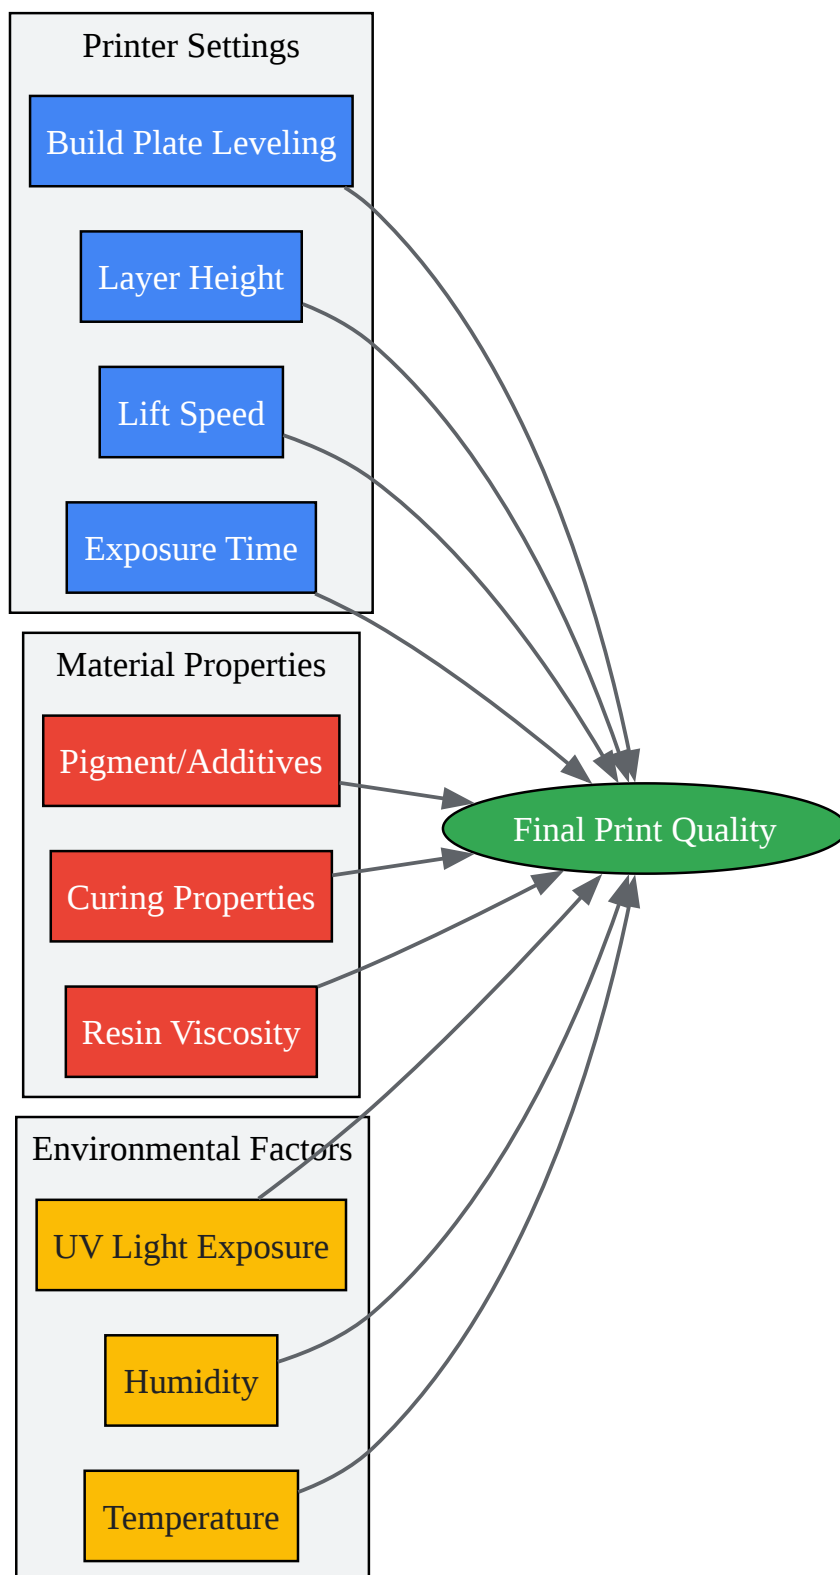 Printer Settings
Build Plate Leveling
Layer Height
Lift Speed
Exposure Time
Material Properties
Pigment/Additives
Curing Properties
Resin Viscosity
Final Print Quality
Environmental Factors
UV Light Exposure
Humidity
Temperature